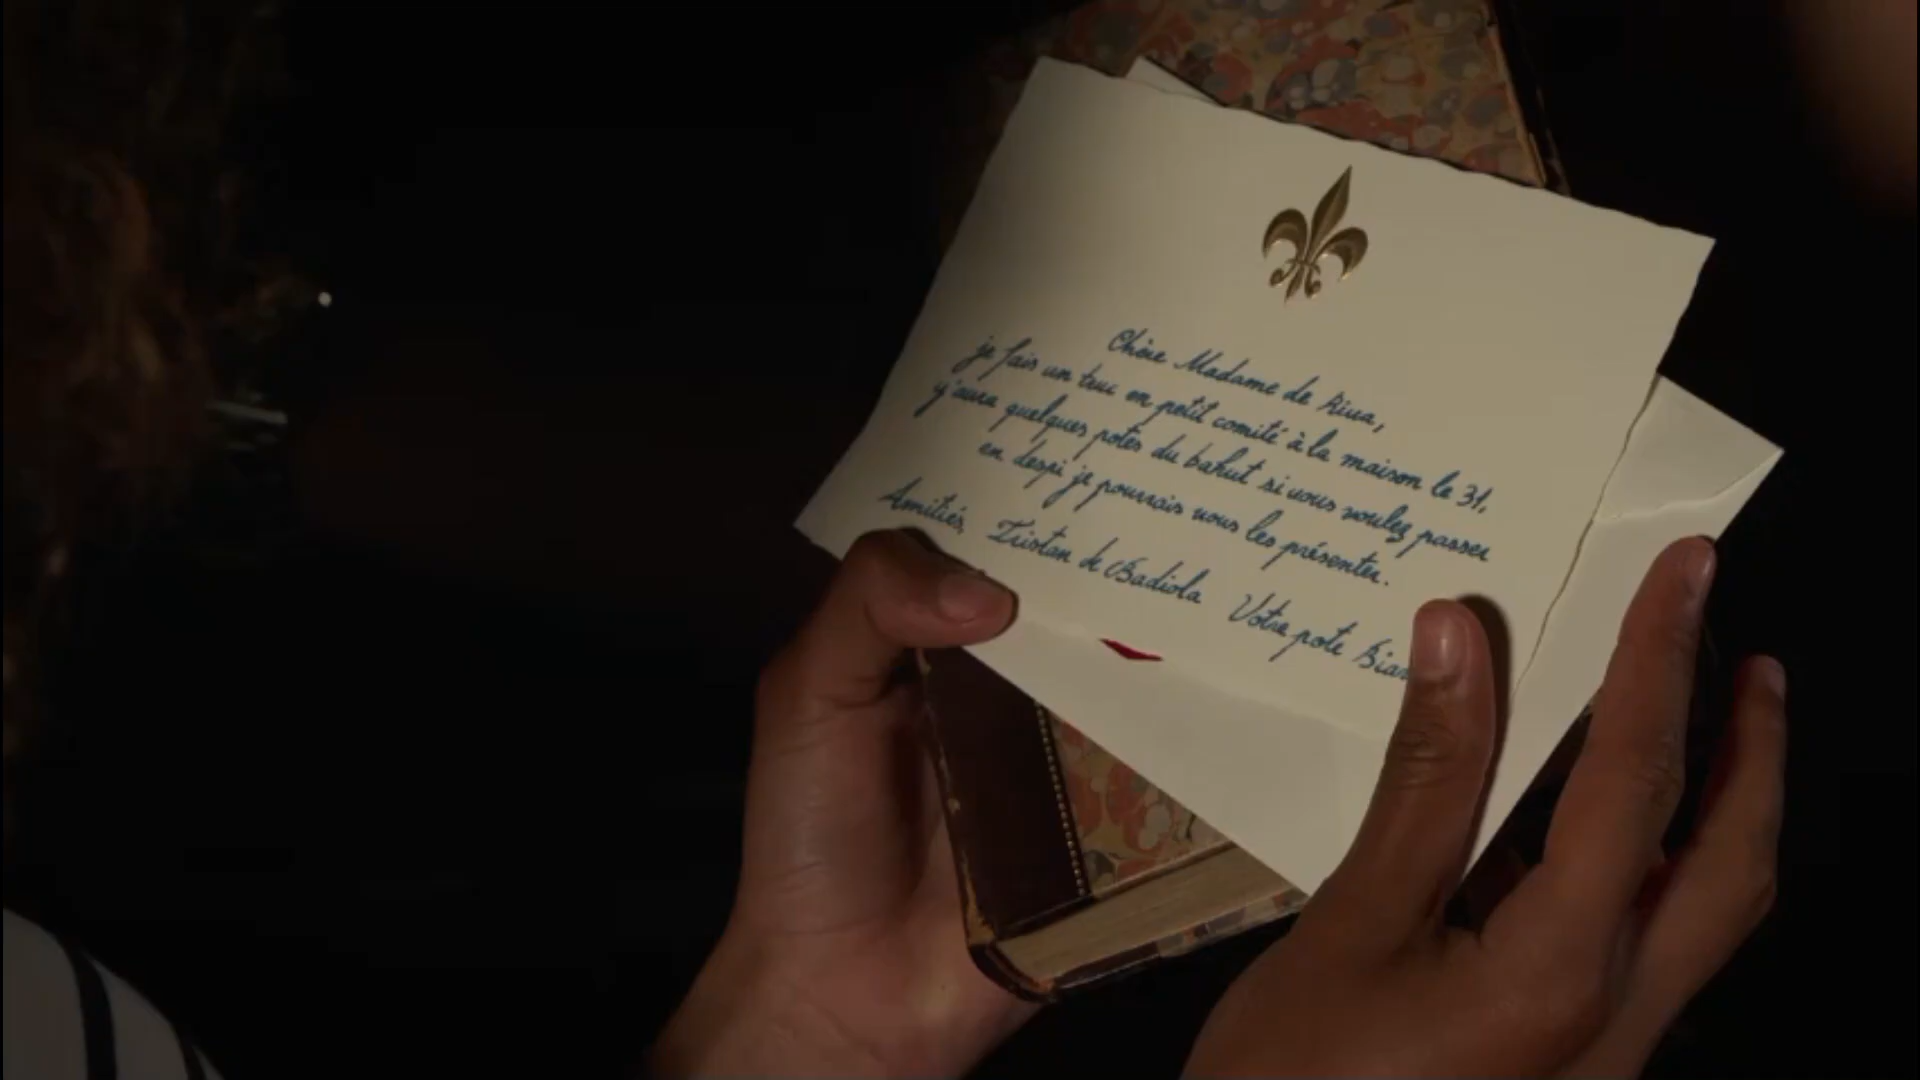 Chère Madame de Riva,
je fais un truc en petit comité à la maison le 31,
y'aura quelques potes du bahut si vous voulez passer
en despi je pourrais vous les présenter.
Amitiés, Tristan de Badiola Votre pote